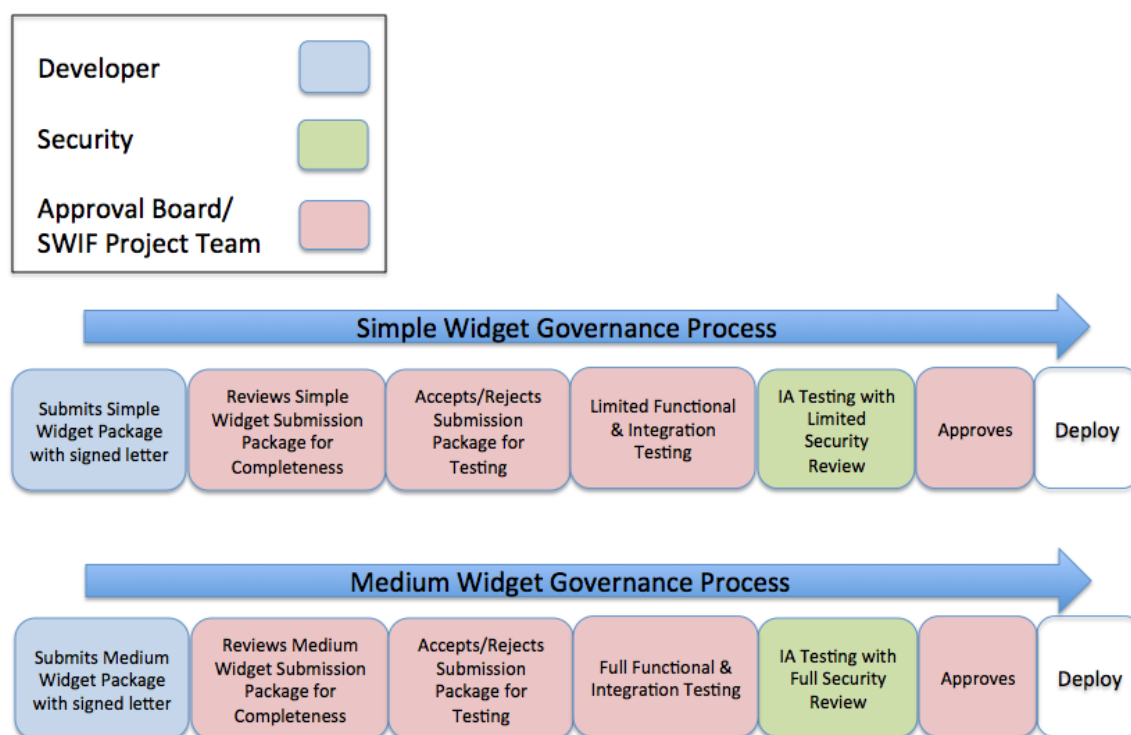 Developer
Security
Approval Board/
SWIF Project Team
Simple Widget Governance Process
Submits Simple
Widget Package
with signed letter
Reviews Simple
Widget Submission
Package for
Completeness
Accepts/Rejects
Submission
Package for
Testing
Limited Functional
& Integration
Testing
IA Testing with
Limited
Security
Review
Approves
Deploy
Medium Widget Governance Process
Submits Medium
Widget Package
with signed letter
Reviews Medium
Widget Submission
Package for
Completeness
Accepts/Rejects
Submission
Package for
Testing
Full Functional &
Integration Testing
IA Testing with
Full Security
Review
Approves
Deploy